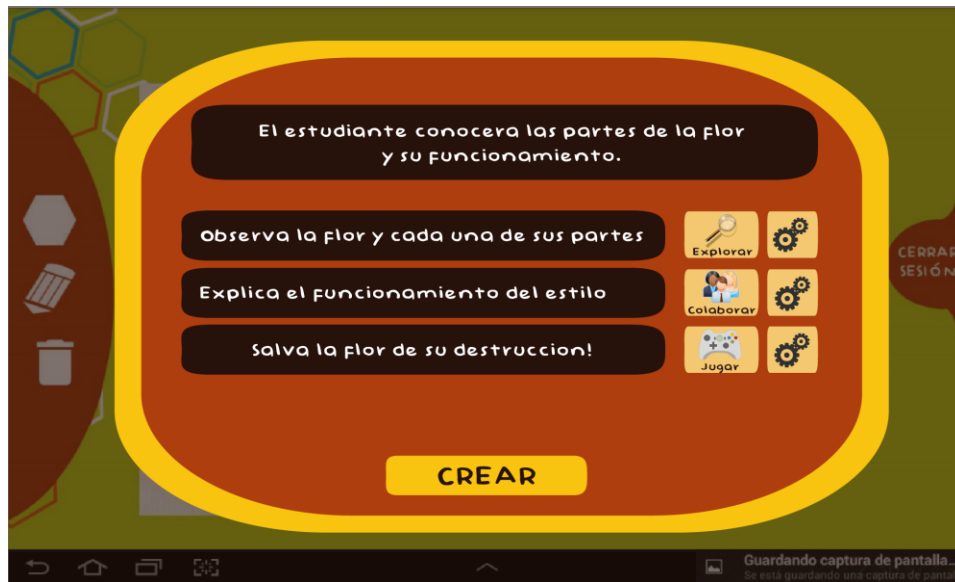 El estudiante conocera las partes de la flor
y su funcionamiento.
Observa la flor y cada una de sus partes
Explorar
Explica el funcionamiento del estilo
Colaborar
Salva la flor de su destruccion!
Jugar
CREAR
CERRAR
SESIÓN
Guardando captura de pantalla...
Se está guardando una captura de